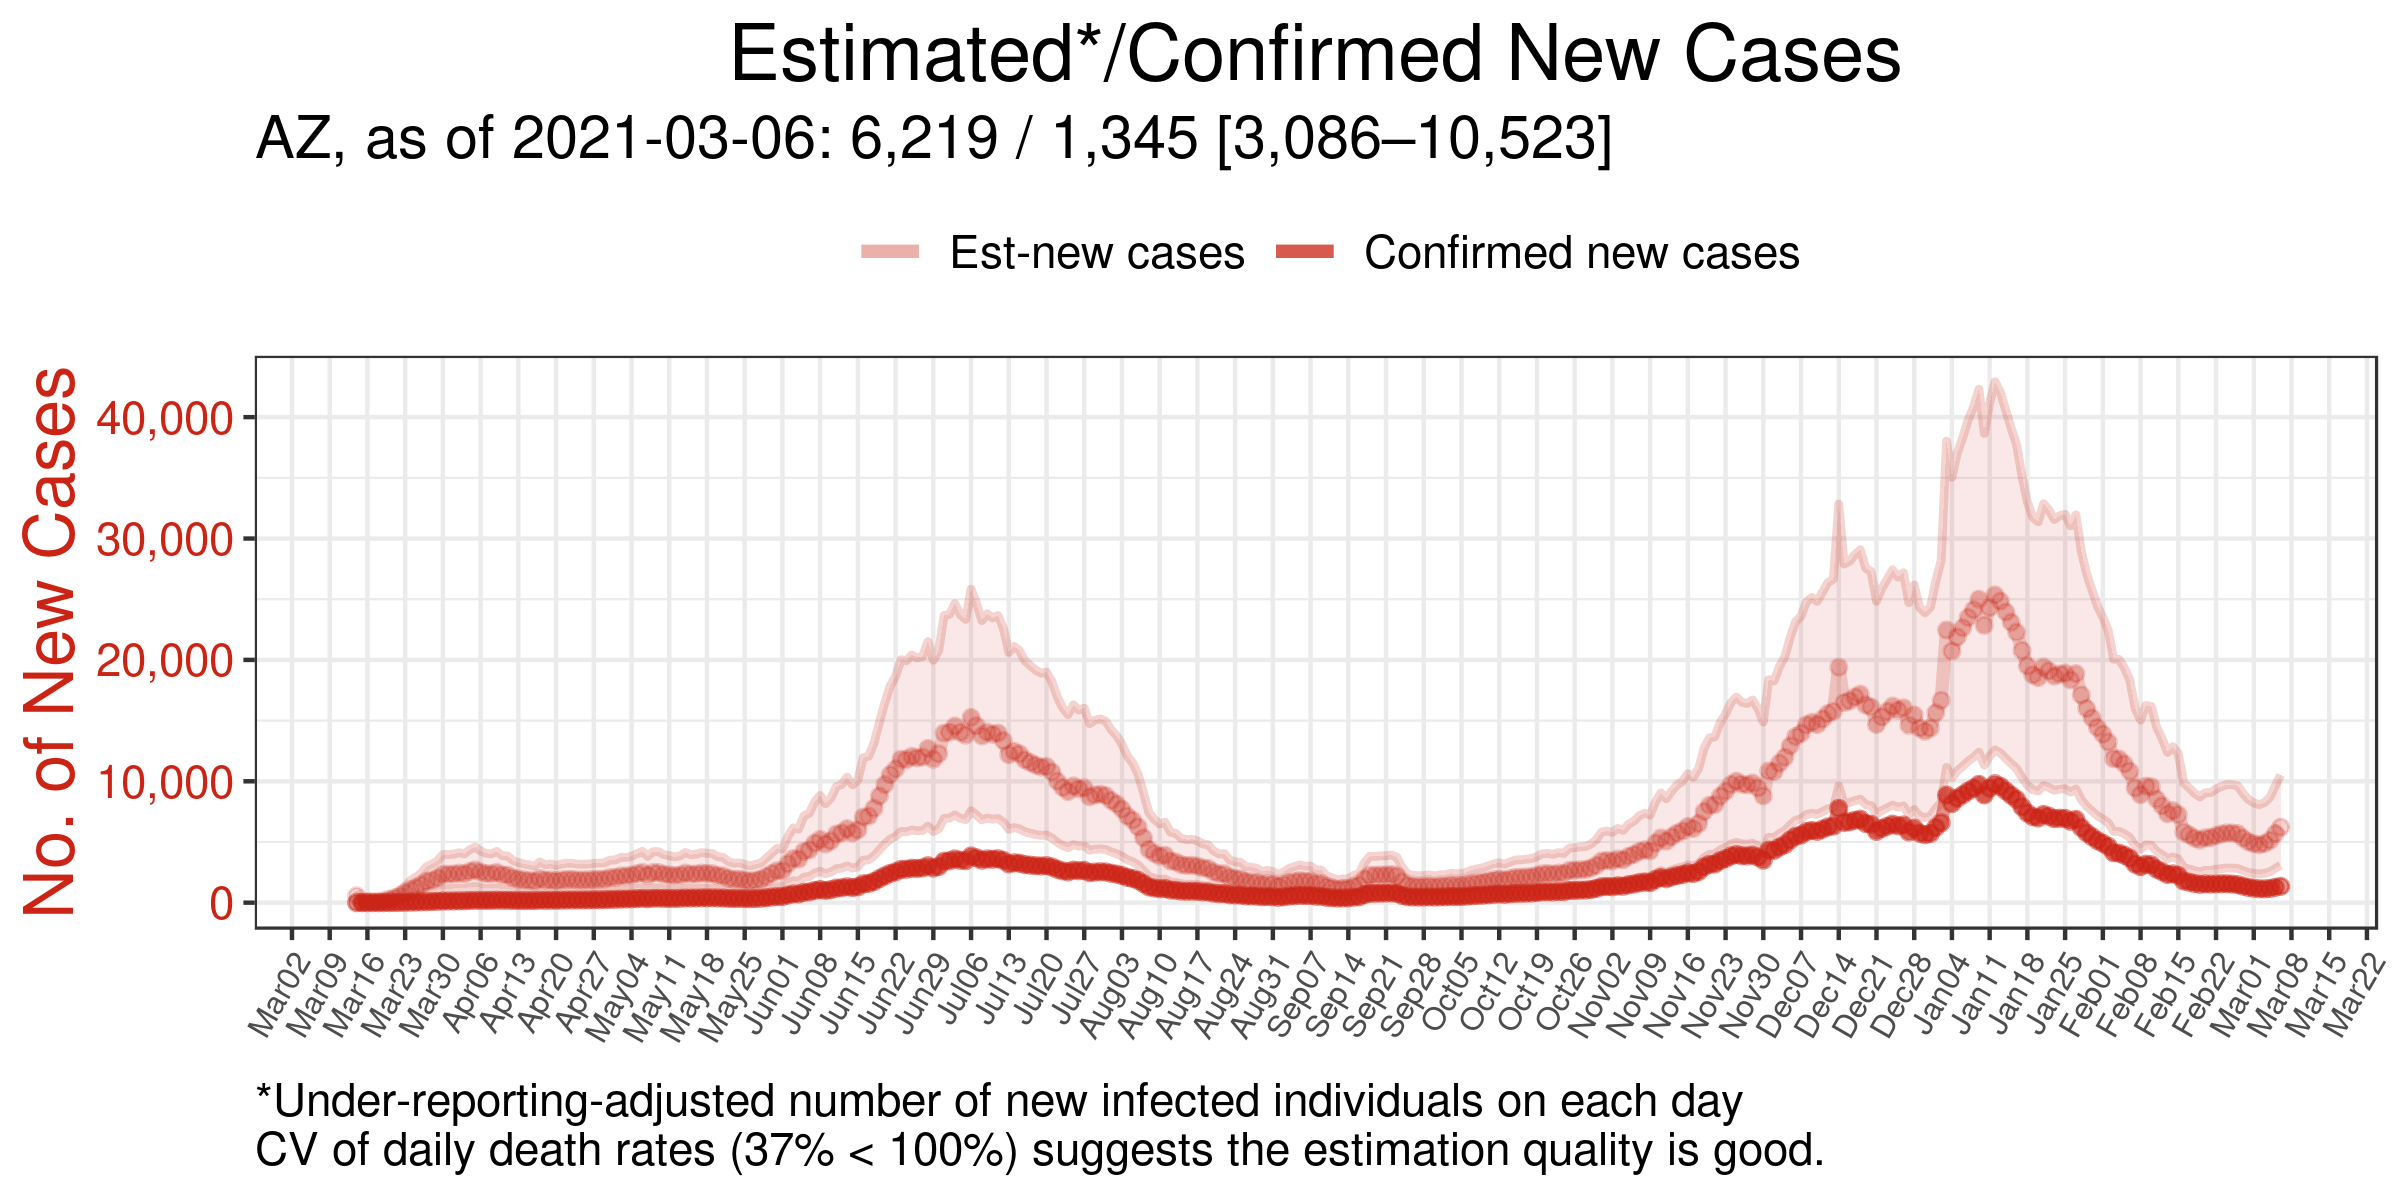 Estimated*/Confirmed New Cases
AZ, as of 2021-03-06: 6,219 / 1,345 [3,086–10,523]
Est-new cases
Confirmed new cases
No. of New Cases
40,000
30,000
20,000
10,000
0
Mar02
Mar09
Mar16
Mar23
Mar30
Apr06
Apr13
Apr20
Apr27
May04
May11
May18
May25
Jun01
Jun08
Jun15
Jun22
Jun29
Jul06
Jul13
Jul20
Jul27
Aug03
Aug10
Aug17
Aug24
Aug31
Sep07
Sep14
Sep21
Sep28
Oct05
Oct12
Oct19
Oct26
Nov02
Nov09
Nov16
Nov23
Nov30
Dec07
Dec14
Dec21
Dec28
Jan04
Jan11
Jan18
Jan25
Feb01
Feb08
Feb15
Feb22
Mar01
Mar08
Mar15
Mar22
*Under-reporting-adjusted number of new infected individuals on each day
CV of daily death rates (37% < 100%) suggests the estimation quality is good.